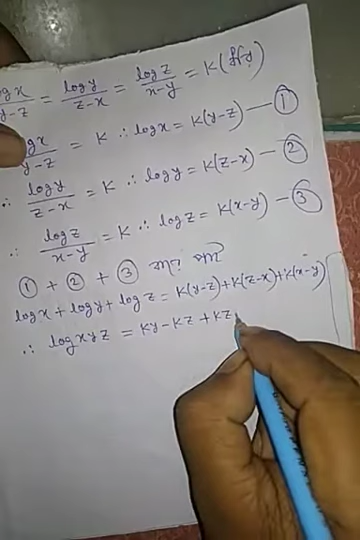 log x / y-z = log y / z-x = log z / x-y = K (ধরি)
log x / y-z = K ∴ log x = K(y-z) — ①
∴ log y / z-x = K ∴ log y = K(z-x) — ②
∴ log z / x-y = K ∴ log z = K(x-y) — ③
① + ② + ③
log x + log y + log z = K(y-z)+K(z-x)+K(x-y)
∴ log xyz = Ky - Kz + Kz